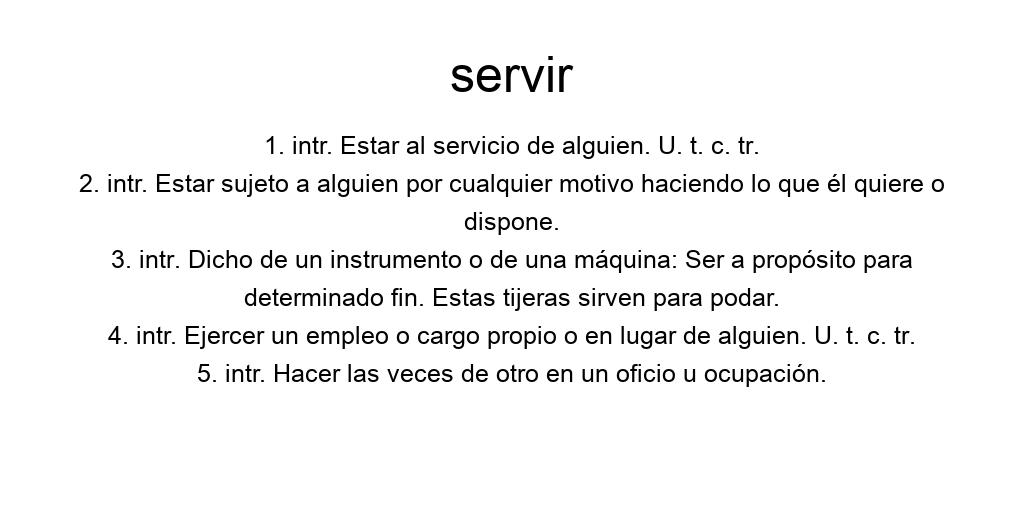 servir
1. intr. Estar al servicio de alguien. U. t. c. tr.
2. intr. Estar sujeto a alguien por cualquier motivo haciendo lo que él quiere o
dispone.
3. intr. Dicho de un instrumento o de una máquina: Ser a propósito para
determinado fin. Estas tijeras sirven para podar.
4. intr. Ejercer un empleo o cargo propio o en lugar de alguien. U. t. c. tr.
5. intr. Hacer las veces de otro en un oficio u ocupación.